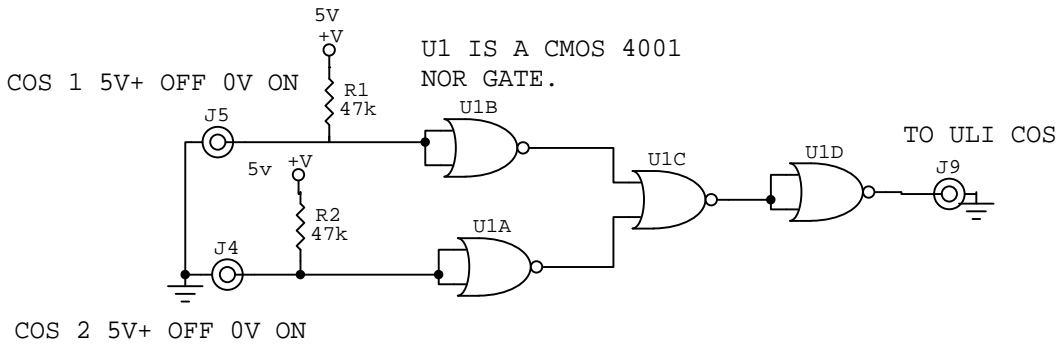 5V
+V
U1 IS A CMOS 4001
NOR GATE.
COS 1 5V+ OFF 0V ON
R1
47k
J5
U1B
TO ULI COS
5v
+V
U1C
U1D
J9
R2
47k
J4
U1A
COS 2 5V+ OFF 0V ON